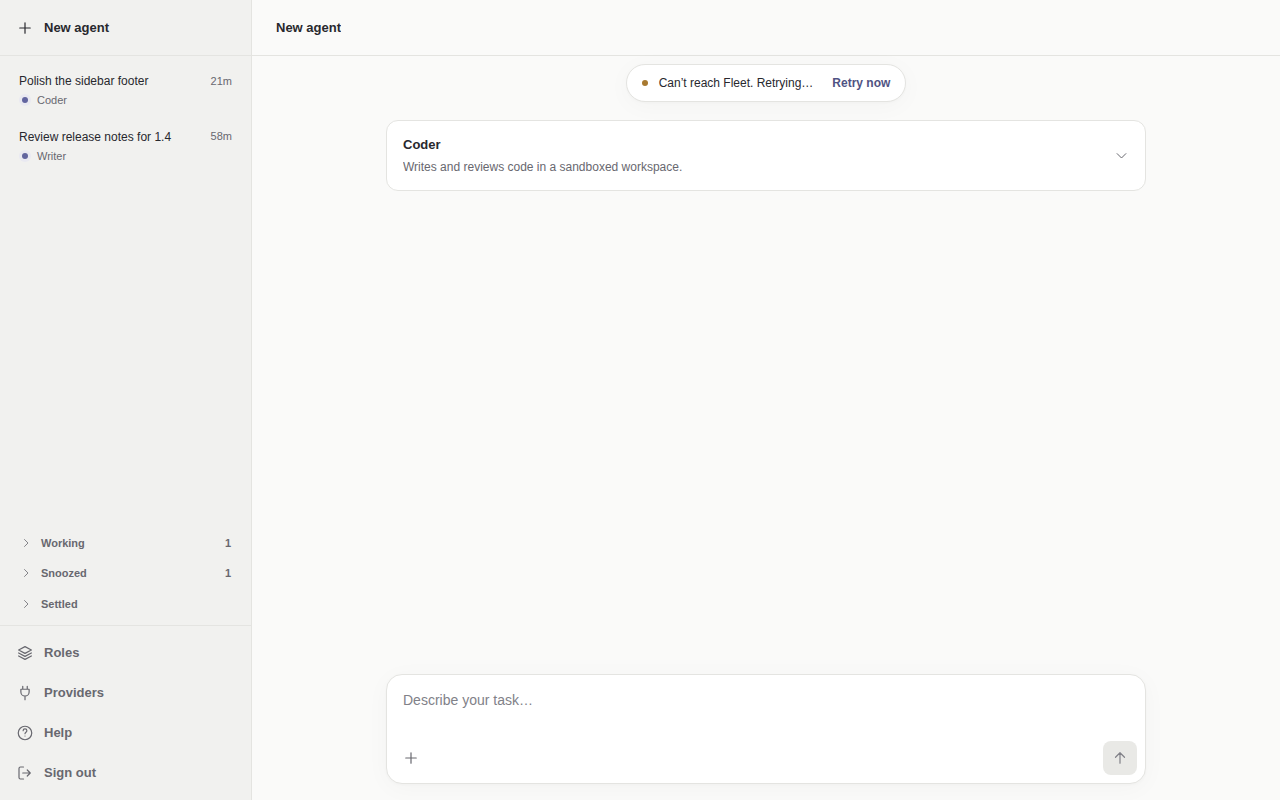 New agent
Polish the sidebar footer 21m
Coder
Review release notes for 1.4 58m
Writer
Working 1
Snoozed 1
Settled
Roles
Providers
Help
Sign out
New agent
Can’t reach Fleet. Retrying… Retry now
Coder
Writes and reviews code in a sandboxed workspace.
Describe your task…